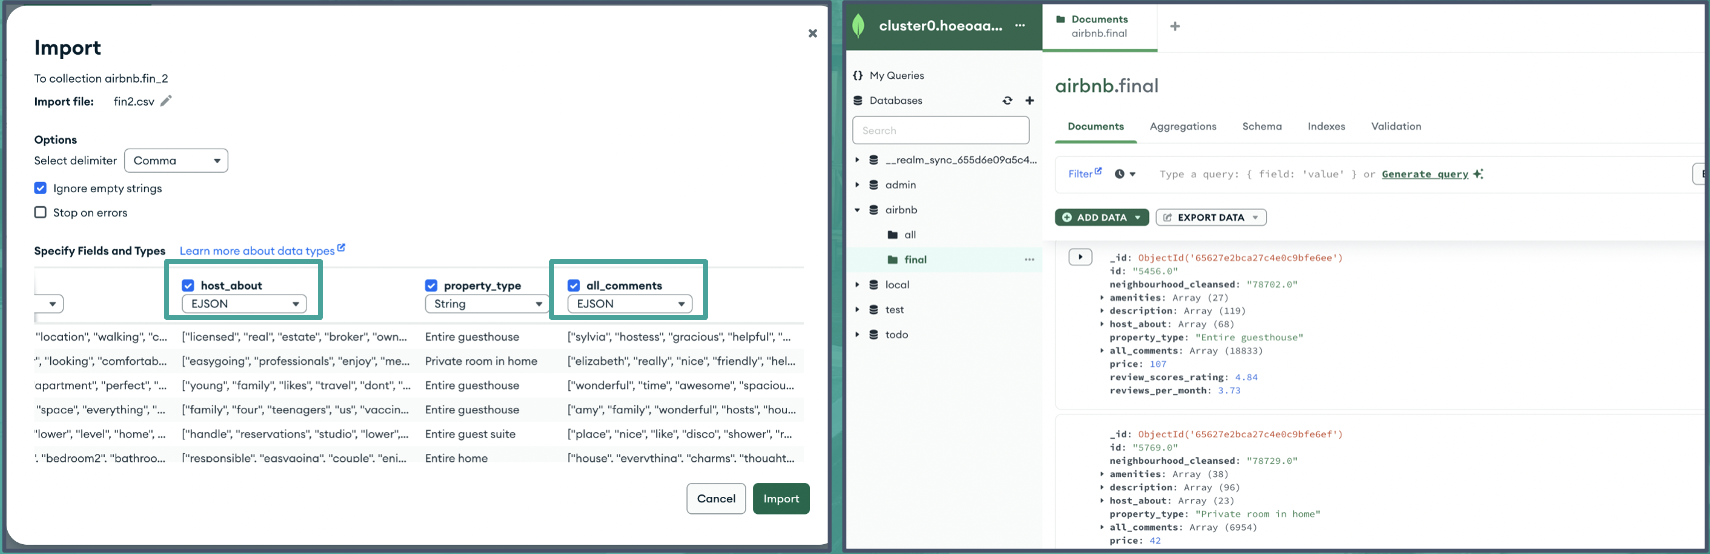 Import
To collection airbnb.fin_2
Import file: fin2.csv
Options
Select delimiter Comma
Ignore empty strings
Stop on errors
Specify Fields and Types Learn more about data types
host_about property_type all_comments
EJSON String EJSON
"location", "walking", "c... ["licensed", "real", "estate", "broker", "own... Entire guesthouse ["sylvia", "hostess", "gracious", "helpful", "...
, "looking", "comfortab... ["easygoing", "professionals", "enjoy", "me... Private room in home ["elizabeth", "really", "nice", "friendly", "hel...
apartment", "perfect", "... ["young", "family", "likes", "travel", "dont", "... Entire guesthouse ["wonderful", "time", "awesome", "spaciou...
"space", "everything", "... ["family", "four", "teenagers", "us", "vaccin... Entire guesthouse ["amy", "family", "wonderful", "hosts", "hou...
"lower", "level", "home", ... ["handle", "reservations", "studio", "lower",... Entire guest suite ["place", "nice", "like", "disco", "shower", "r...
", "bedroom2", "bathroo... ["responsible", "easygoing", "couple", "eni... Entire home ["house", "everything", "charms", "thought...
Cancel Import
cluster0.hoeoaa... ...
My Queries
Databases
Search
__realm_sync_655d6e09a5c4...
admin
airbnb
all
final ...
local
test
todo
Documents
airbnb.final
airbnb.final
Documents Aggregations Schema Indexes Validation
Filter Type a query: { field: 'value' } or Generate query
ADD DATA EXPORT DATA
_id: ObjectId('65627e2bca27c4e0c9bfe6ee')
id: "5456.0"
neighbourhood_cleansed: "78702.0"
amenities: Array (27)
description: Array (119)
host_about: Array (68)
property_type: "Entire guesthouse"
all_comments: Array (18833)
price: 107
review_scores_rating: 4.84
reviews_per_month: 3.73
_id: ObjectId('65627e2bca27c4e0c9bfe6ef')
id: "5769.0"
neighbourhood_cleansed: "78729.0"
amenities: Array (38)
description: Array (96)
host_about: Array (23)
property_type: "Private room in home"
all_comments: Array (6954)
price: 42